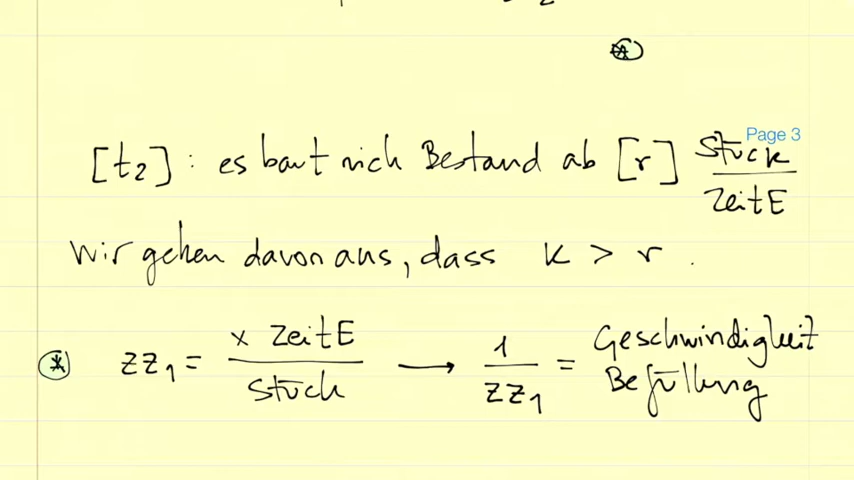 Page 3
[t₂] : es baut sich Bestand ab [r] Stück / ZeitE
Wir gehen davon aus, dass k > r .
* ZZ₁ = x ZeitE / Stück → 1 / ZZ₁ = Geschwindigkeit Befüllung